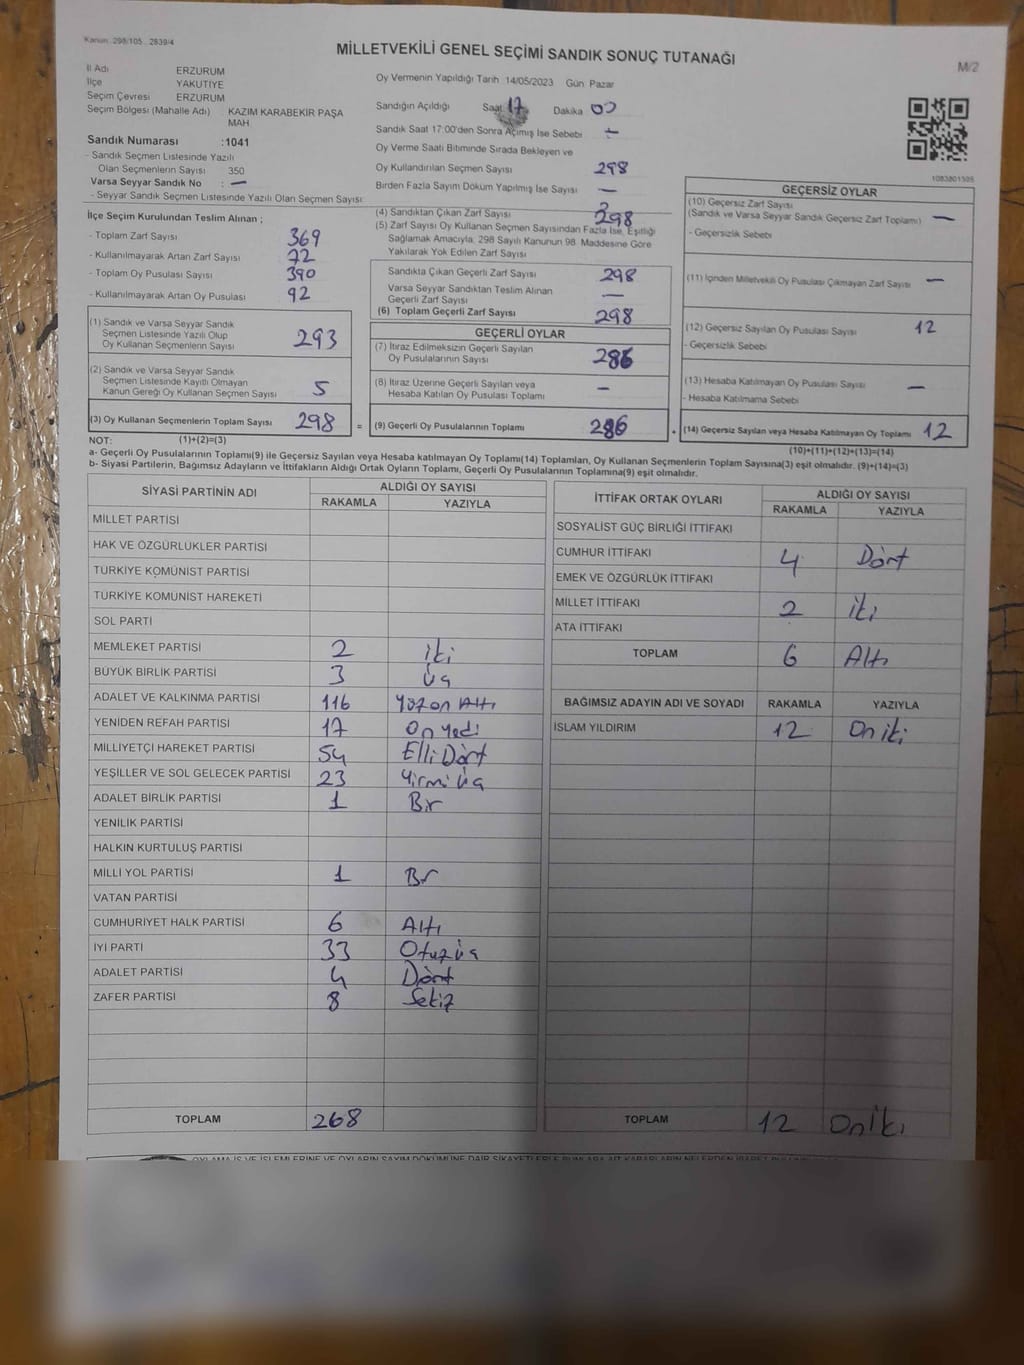 Kanun 298/105 2839/4
MİLLETVEKİLİ GENEL SEÇİMİ SANDIK SONUÇ TUTANAĞI
M/2
İl Adı ERZURUM
İlçe YAKUTİYE
Seçim Çevresi ERZURUM
Seçim Bölgesi (Mahalle Adı) KAZIM KARABEKİR PAŞA MAH
Sandık Numarası :1041
- Sandık Seçmen Listesinde Yazılı
Olan Seçmenlerin Sayısı 350
Varsa Seyyar Sandık No : —
- Seyyar Sandık Seçmen Listesinde Yazılı Olan Seçmen Sayısı
Oy Vermenin Yapıldığı Tarih 14/05/2023 Gün Pazar
Sandığın Açıldığı Saat 17 Dakika 00
Sandık Saat 17:00'den Sonra Açımış İse Sebebi —
Oy Verme Saati Bitiminde Sırada Bekleyen ve
Oy Kullandırılan Seçmen Sayısı 298
Birden Fazla Sayım Döküm Yapılmış İse Sayısı —
1083801505
İlçe Seçim Kurulundan Teslim Alınan ;
- Toplam Zarf Sayısı 369
- Kullanılmayarak Artan Zarf Sayısı 72
- Toplam Oy Pusulası Sayısı 390
- Kullanılmayarak Artan Oy Pusulası 92
(1) Sandık ve Varsa Seyyar Sandık
Seçmen Listesinde Yazılı Olup
Oy Kullanan Seçmenlerin Sayısı 293
(2) Sandık ve Varsa Seyyar Sandık
Seçmen Listesinde Kayıtlı Olmayan
Kanun Gereği Oy Kullanan Seçmen Sayısı 5
(3) Oy Kullanan Seçmenlerin Toplam Sayısı 298 =
(4) Sandıktan Çıkan Zarf Sayısı 298
(5) Zarf Sayısı Oy Kullanan Seçmen Sayısından Fazla İse, Eşitliği
Sağlamak Amacıyla, 298 Sayılı Kanunun 98. Maddesine Göre
Yakılarak Yok Edilen Zarf Sayısı
Sandıkta Çıkan Geçerli Zarf Sayısı 298
Varsa Seyyar Sandıktan Teslim Alınan
Geçerli Zarf Sayısı —
(6) Toplam Geçerli Zarf Sayısı 298
GEÇERLİ OYLAR
(7) İtiraz Edilmeksizin Geçerli Sayılan
Oy Pusulalarının Sayısı 286
(8) İtiraz Üzerine Geçerli Sayılan veya
Hesaba Katılan Oy Pusulası Toplamı —
(9) Geçerli Oy Pusulalarının Toplamı 286 +
GEÇERSİZ OYLAR
(10) Geçersiz Zarf Sayısı
(Sandık ve Varsa Seyyar Sandık Geçersiz Zarf Toplamı) —
- Geçersizlik Sebebi
(11) İçinden Milletvekili Oy Pusulası Çıkmayan Zarf Sayısı —
(12) Geçersiz Sayılan Oy Pusulası Sayısı 12
- Geçersizlik Sebebi
(13) Hesaba Katılmayan Oy Pusulası Sayısı —
- Hesaba Katılmama Sebebi
(14) Geçersiz Sayılan veya Hesaba Katılmayan Oy Toplamı 12
NOT: (1)+(2)=(3) (10)+(11)+(12)+(13)=(14)
a- Geçerli Oy Pusulalarının Toplamı(9) ile Geçersiz Sayılan veya Hesaba Katılmayan Oy Toplamı(14) Toplamları, Oy Kullanan Seçmenlerin Toplam Sayısına(3) eşit olmalıdır. (9)+(14)=(3)
b- Siyasi Partilerin, Bağımsız Adayların ve İttifakların Aldığı Ortak Oyların Toplamı, Geçerli Oy Pusulalarının Toplamına(9) eşit olmalıdır.
SİYASİ PARTİNİN ADI ALDIĞI OY SAYISI
RAKAMLA YAZIYLA
MİLLET PARTİSİ
HAK VE ÖZGÜRLÜKLER PARTİSİ
TÜRKİYE KOMÜNİST PARTİSİ
TÜRKİYE KOMÜNİST HAREKETİ
SOL PARTİ
MEMLEKET PARTİSİ 2 iki
BÜYÜK BİRLİK PARTİSİ 3 Üç
ADALET VE KALKINMA PARTİSİ 116 Yüzon Altı
YENİDEN REFAH PARTİSİ 17 On yedi
MİLLİYETÇİ HAREKET PARTİSİ 54 Elli Dört
YEŞİLLER VE SOL GELECEK PARTİSİ 23 Yirmi üç
ADALET BİRLİK PARTİSİ 1 Bir
YENİLİK PARTİSİ
HALKIN KURTULUŞ PARTİSİ
MİLLİ YOL PARTİSİ 1 Bir
VATAN PARTİSİ
CUMHURİYET HALK PARTİSİ 6 Altı
İYİ PARTİ 33 Otuz üç
ADALET PARTİSİ 4 Dört
ZAFER PARTİSİ 8 Sekiz
TOPLAM 268
İTTİFAK ORTAK OYLARI ALDIĞI OY SAYISI
RAKAMLA YAZIYLA
SOSYALİST GÜÇ BİRLİĞİ İTTİFAKI
CUMHUR İTTİFAKI 4 Dört
EMEK VE ÖZGÜRLÜK İTTİFAKI
MİLLET İTTİFAKI 2 iki
ATA İTTİFAKI
TOPLAM 6 Altı
BAĞIMSIZ ADAYIN ADI VE SOYADI RAKAMLA YAZIYLA
İSLAM YILDIRIM 12 On iki
TOPLAM 12 On iki